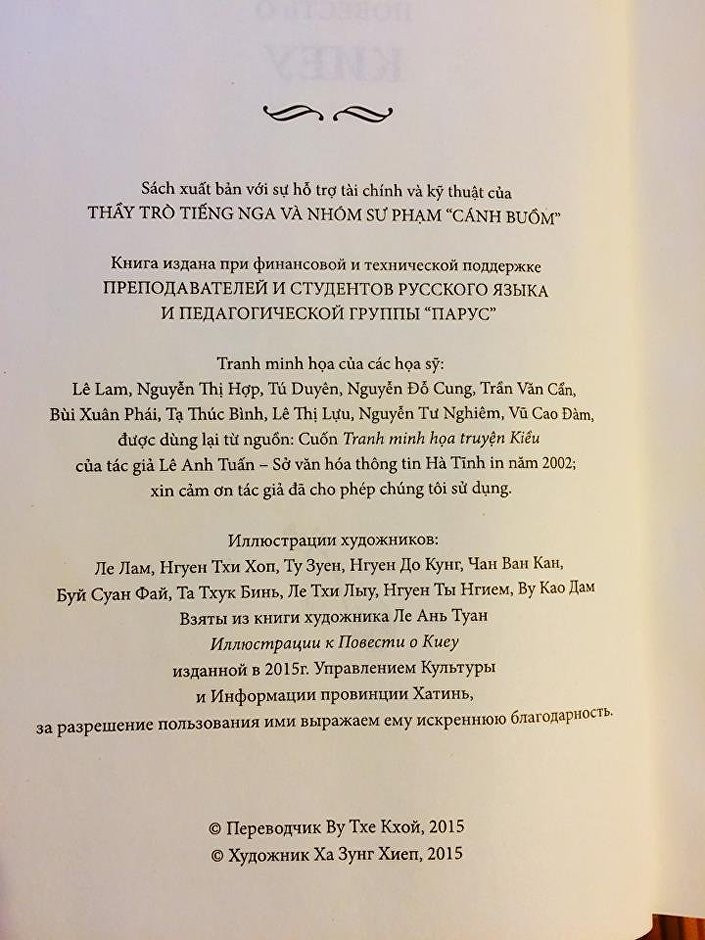 Sách xuất bản với sự hỗ trợ tài chính và kỹ thuật của
THẦY TRÒ TIẾNG NGA VÀ NHÓM SƯ PHẠM “CÁNH BUỒM”
Книга издана при финансовой и технической поддержке
ПРЕПОДАВАТЕЛЕЙ И СТУДЕНТОВ РУССКОГО ЯЗЫКА
И ПЕДАГОГИЧЕСКОЙ ГРУППЫ “ПАРУС”
Tranh minh họa của các họa sỹ:
Lê Lam, Nguyễn Thị Hợp, Tú Duyên, Nguyễn Đỗ Cung, Trần Văn Cẩn,
Bùi Xuân Phái, Tạ Thúc Bình, Lê Thị Lựu, Nguyễn Tư Nghiêm, Vũ Cao Đàm,
được dùng lại từ nguồn: Cuốn Tranh minh họa truyện Kiều
của tác giả Lê Anh Tuấn – Sở văn hóa thông tin Hà Tĩnh in năm 2002;
xin cảm ơn tác giả đã cho phép chúng tôi sử dụng.
Иллюстрации художников:
Ле Лам, Нгуен Тхи Хоп, Ту Зуен, Нгуен До Кунг, Чан Ван Кан,
Буй Суан Фай, Та Тхук Бинь, Ле Тхи Лыу, Нгуен Ты Нгием, Ву Као Дам
Взяты из книги художника Ле Ань Туан
Иллюстрации к Повести о Киеу
изданной в 2015г. Управлением Культуры
и Информации провинции Хатинь,
за разрешение пользования ими выражаем ему искреннюю благодарность.
© Переводчик Ву Тхе Кхой, 2015
© Художник Ха Зунг Хиеп, 2015